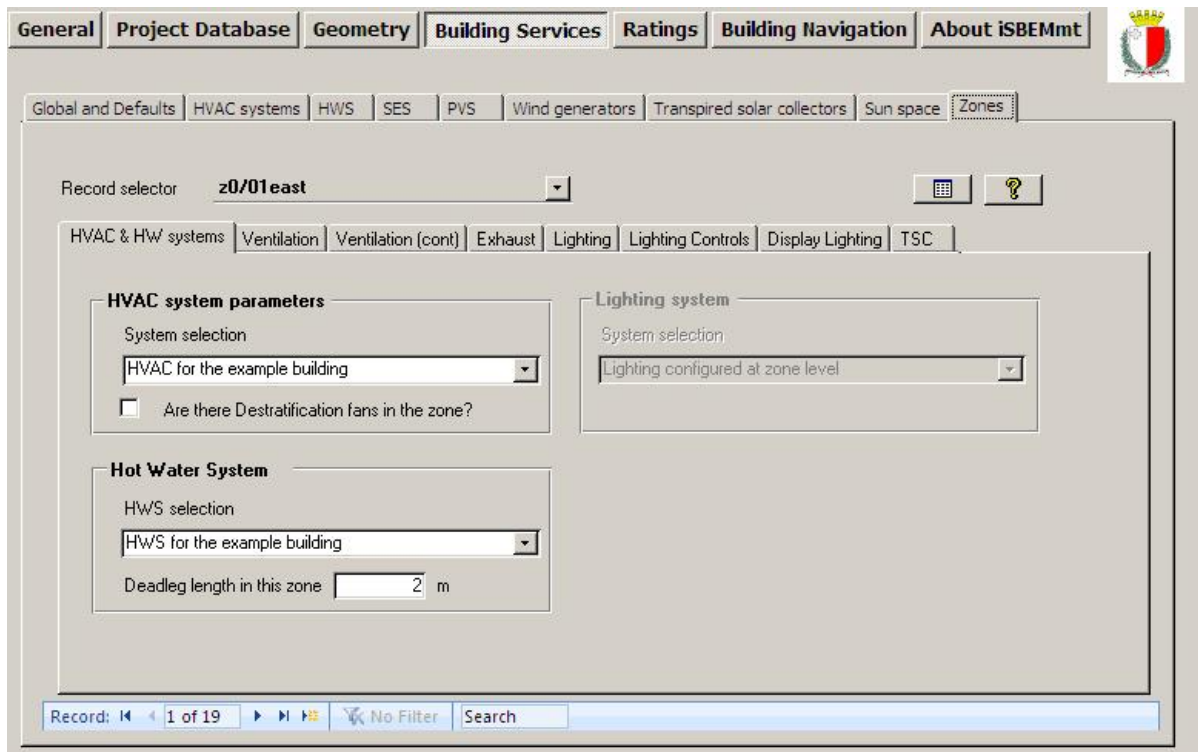 General Project Database Geometry Building Services Ratings Building Navigation About iSBEMmt
Global and Defaults HVAC systems HWS SES PVS Wind generators Transpired solar collectors Sun space Zones
Record selector z0/01east
HVAC & HW systems Ventilation Ventilation (cont) Exhaust Lighting Lighting Controls Display Lighting TSC
HVAC system parameters
System selection
HVAC for the example building
Are there Destratification fans in the zone?
Lighting system
System selection
Lighting configured at zone level
Hot Water System
HWS selection
HWS for the example building
Deadleg length in this zone 2 m
Record: 1 of 19 No Filter Search